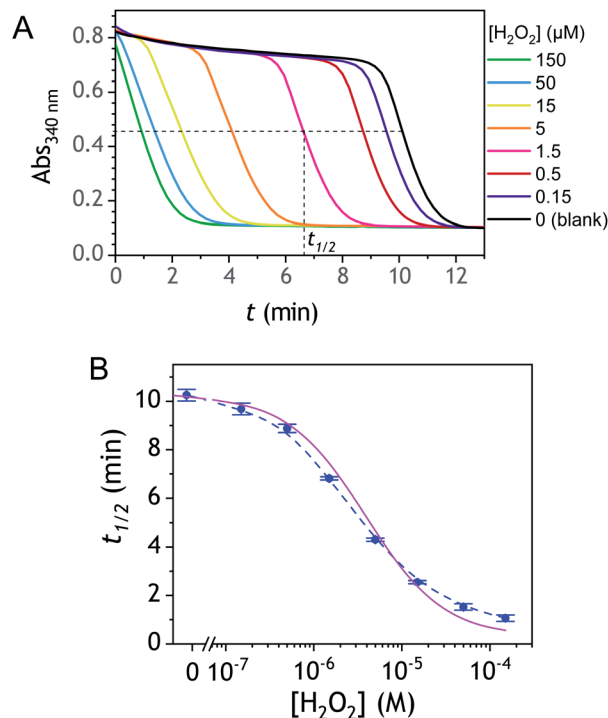 A
[H₂O₂] (µM)
150
50
15
5
1.5
0.5
0.15
0 (blank)
Abs₃₄₀ ₙₘ
0.8
0.6
0.4
0.2
0.0
t₁/₂
0 2 4 6 8 10 12
t (min)
B
t₁/₂ (min)
10
8
6
4
2
0
0 10⁻⁷ 10⁻⁶ 10⁻⁵ 10⁻⁴
[H₂O₂] (M)